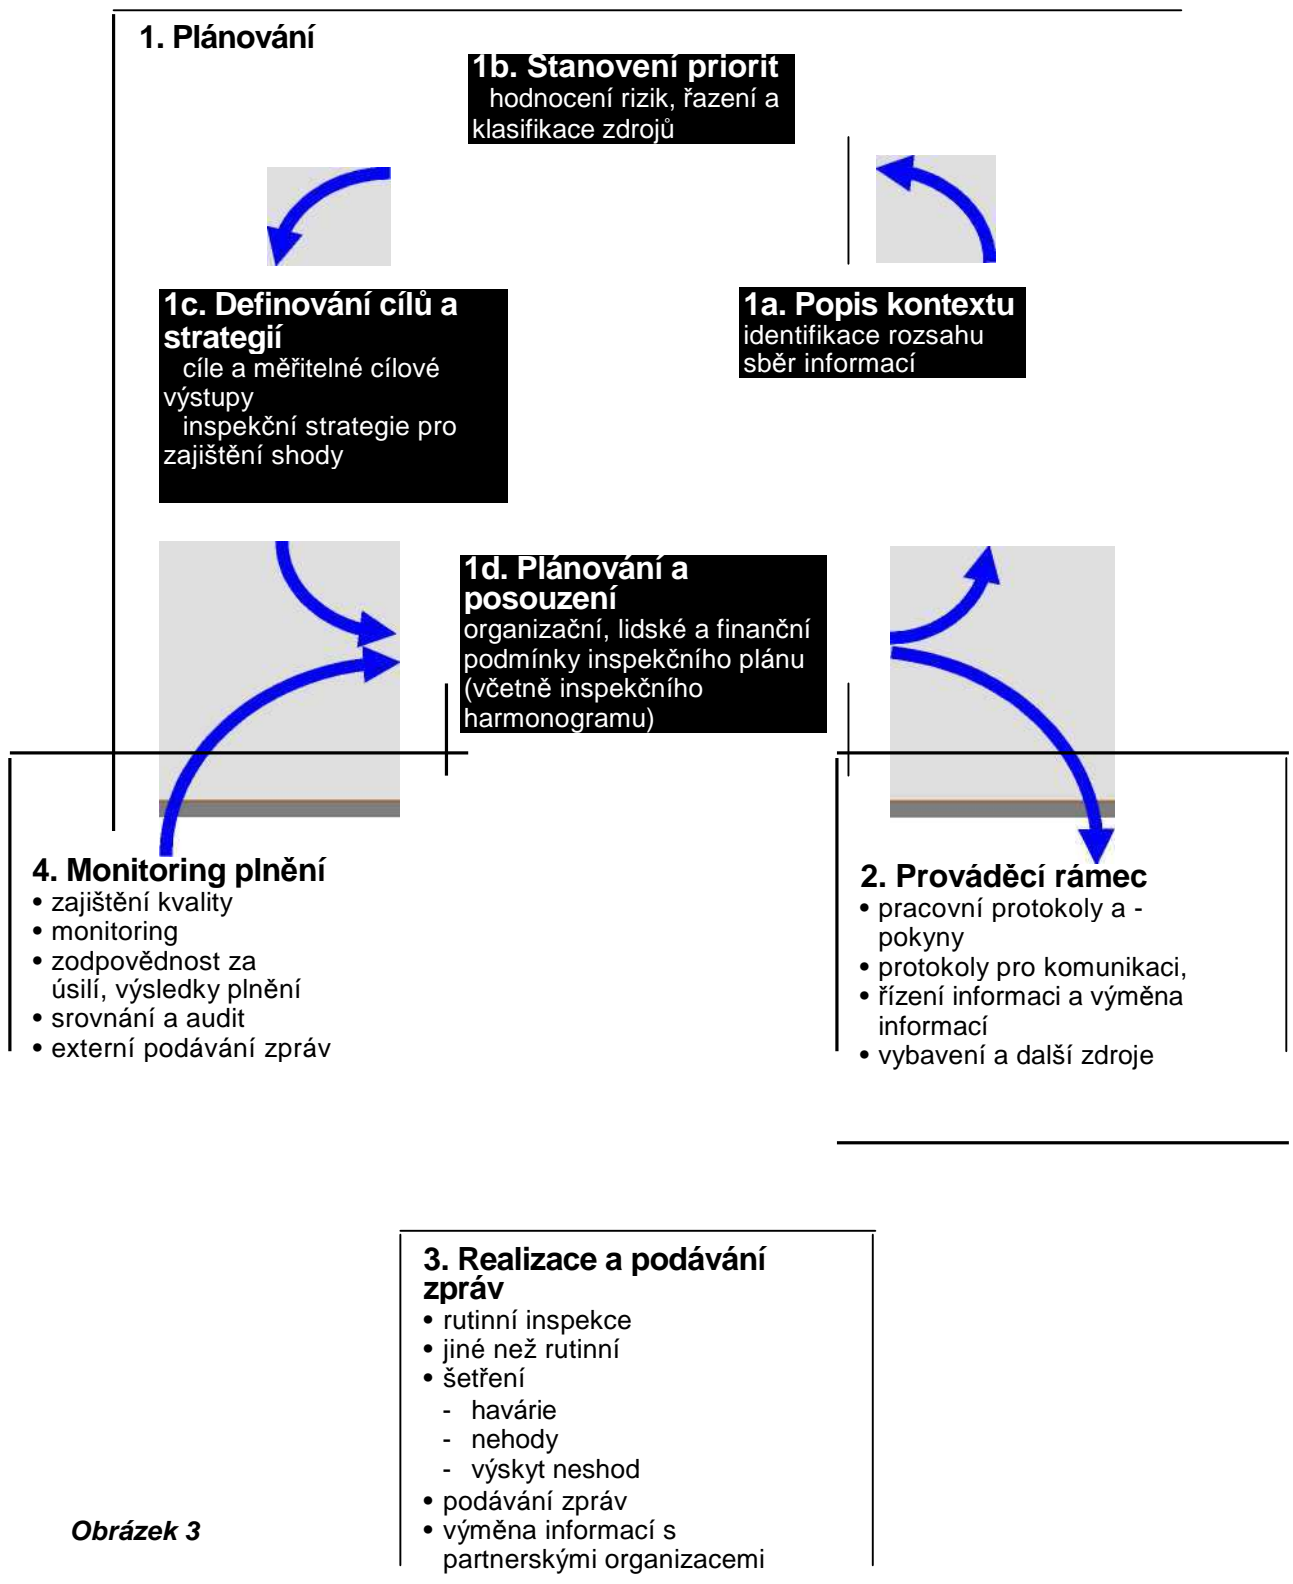 1. Plánování
1b. Stanovení priorit
hodnocení rizik, řazení a
klasifikace zdrojů
1c. Definování cílů a
strategií
cíle a měřitelné cílové
výstupy
inspekční strategie pro
zajištění shody
1a. Popis kontextu
identifikace rozsahu
sběr informací
1d. Plánování a
posouzení
organizační, lidské a finanční
podmínky inspekčního plánu
(včetně inspekčního
harmonogramu)
4. Monitoring plnění
• zajištění kvality
• monitoring
• zodpovědnost za
úsilí, výsledky plnění
• srovnání a audit
• externí podávání zpráv
2. Prováděcí rámec
• pracovní protokoly a -
pokyny
• protokoly pro komunikaci,
• řízení informaci a výměna
informací
• vybavení a další zdroje
3. Realizace a podávání
zpráv
• rutinní inspekce
• jiné než rutinní
• šetření
- havárie
- nehody
- výskyt neshod
• podávání zpráv
• výměna informací s
partnerskými organizacemi
Obrázek 3